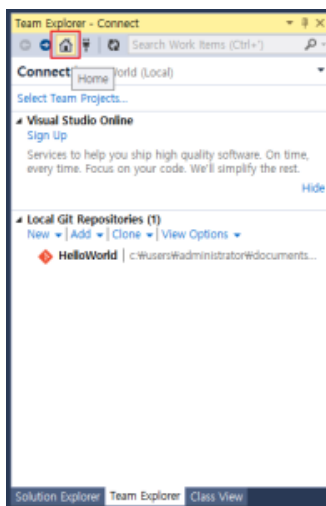 Team Explorer - Connect
Search Work Items (Ctrl+')
Connect
orld (Local)
Home
Select Team Projects...
Visual Studio Online
Sign Up
Services to help you ship high quality software. On time,
every time. Focus on your code. We'll simplify the rest.
Hide
Local Git Repositories (1)
New | Add | Clone | View Options
HelloWorld | c:₩users₩administrator₩documents...
Solution Explorer Team Explorer Class View